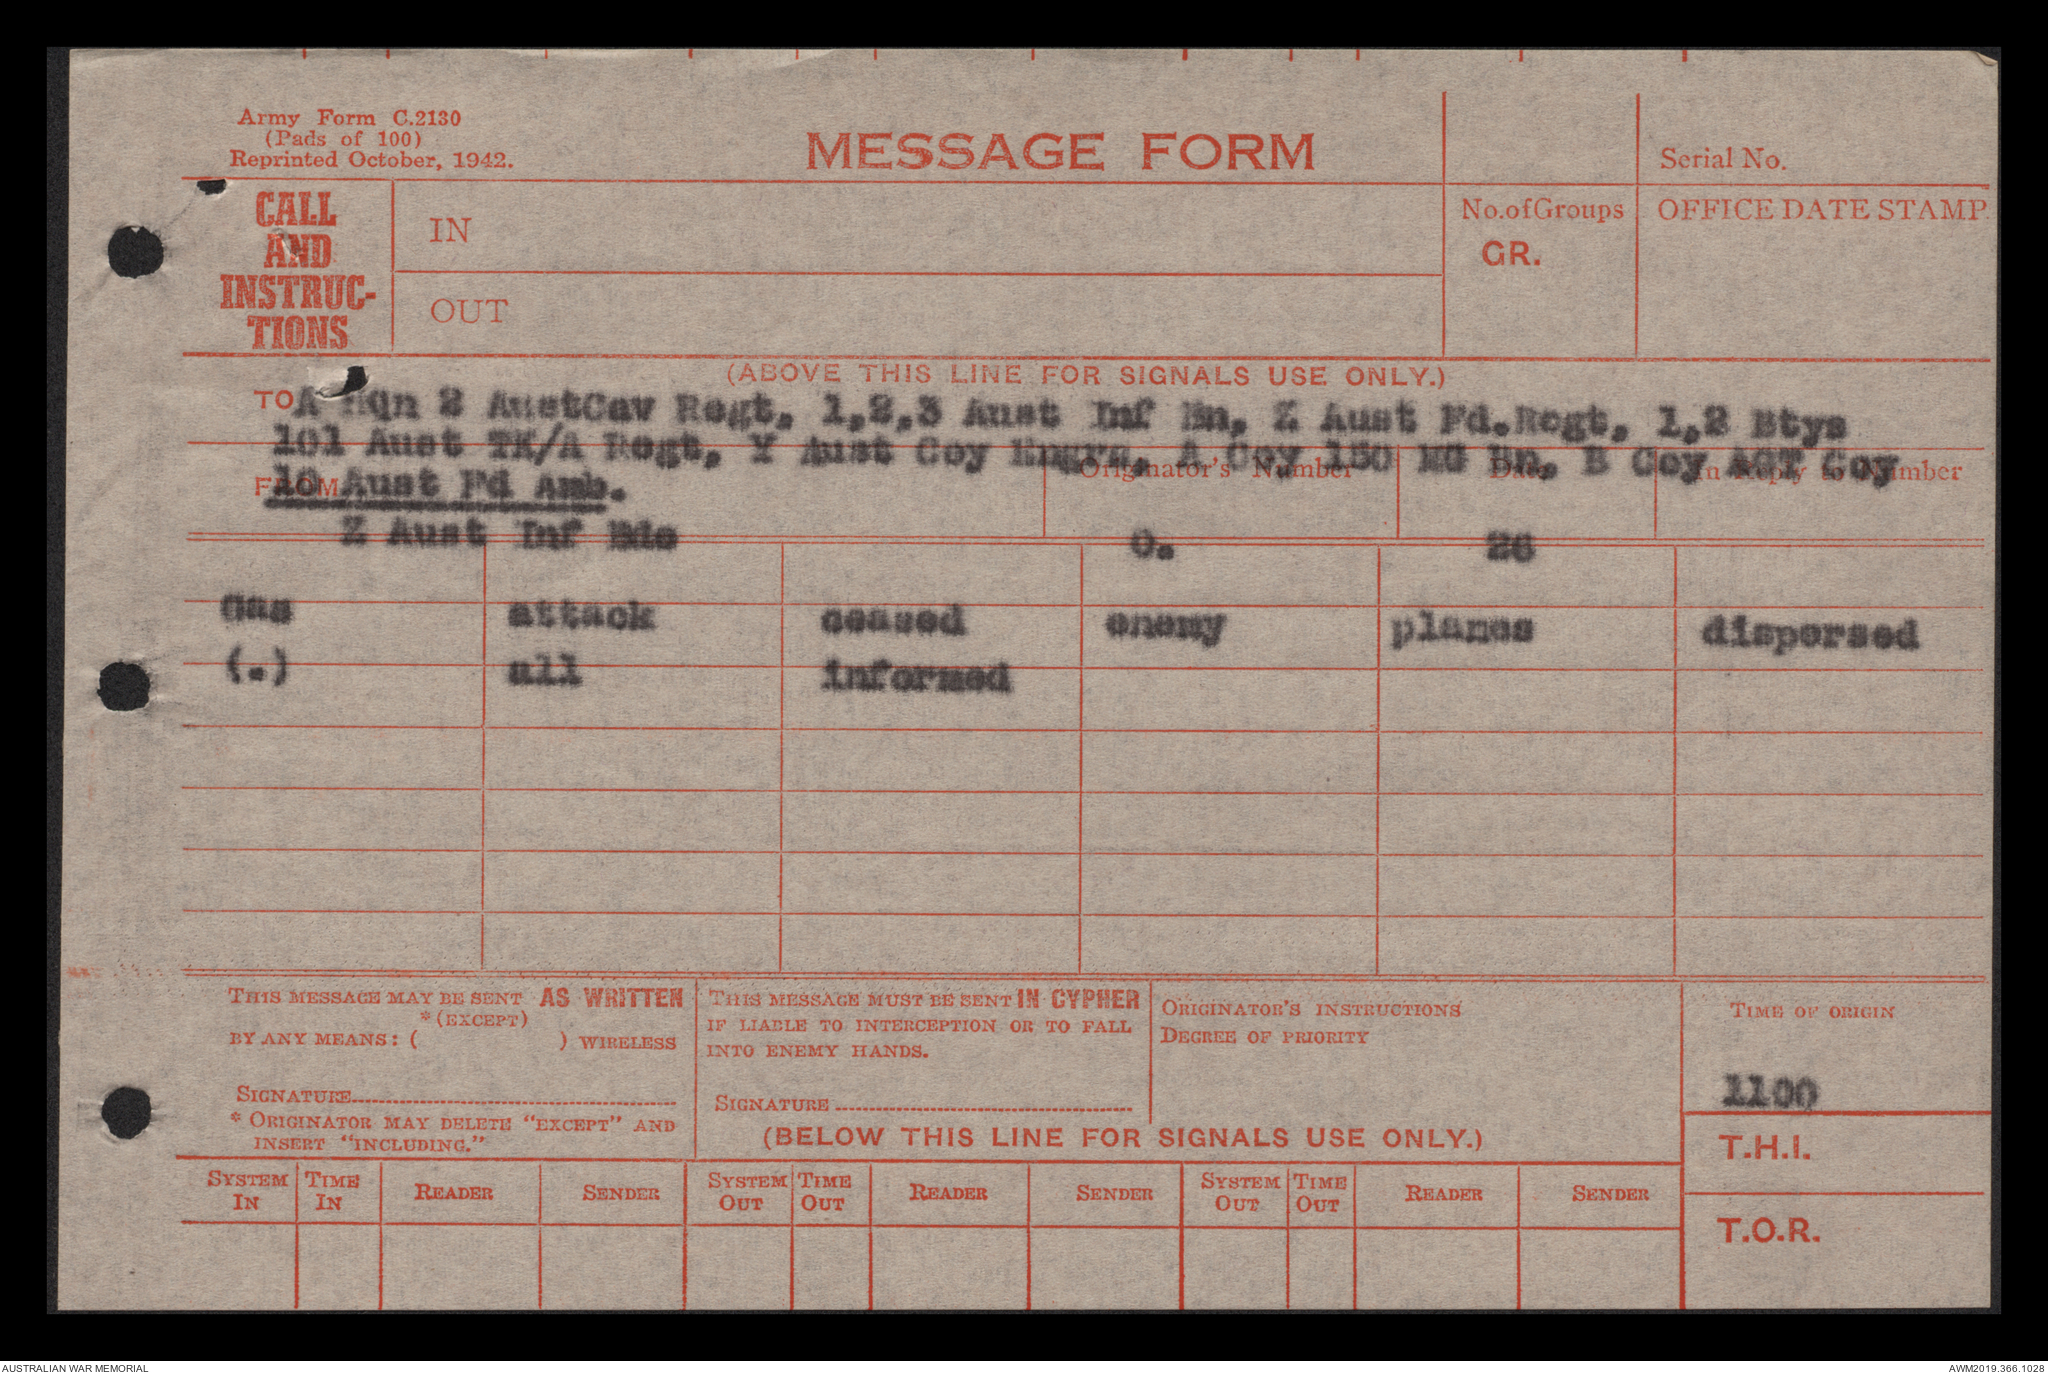 Army Form C.2130
(Pads of 100)
Reprinted October, 1942.
MESSAGE FORM
Serial No.
CALL
AND
INSTRUC-
TIONS
IN
OUT
No. of Groups
GR.
OFFICE DATE STAMP
(ABOVE THIS LINE FOR SIGNALS USE ONLY.)
TO A Sqn 2 AustCav Regt, 1,2,3 Aust Inf Bn, Z Aust Fd.Regt, 1,2 Btys
101 Aust TK/A Regt, Y Aust Coy Engrs, A Coy 150 MG Bn, B Coy AGT Coy
10 Aust Fd Amb.
FROM Originator's Number Date In Reply to Number
Z Aust Inf Bde O. 26
Gas attack ceased enemy planes dispersed
(.) all informed
THIS MESSAGE MAY BE SENT AS WRITTEN
*(EXCEPT)
BY ANY MEANS: ( ) WIRELESS
SIGNATURE
* ORIGINATOR MAY DELETE "EXCEPT" AND
INSERT "INCLUDING."
THIS MESSAGE MUST BE SENT IN CYPHER
IF LIABLE TO INTERCEPTION OR TO FALL
INTO ENEMY HANDS.
SIGNATURE
ORIGINATOR'S INSTRUCTIONS
DEGREE OF PRIORITY
TIME OF ORIGIN
1100
(BELOW THIS LINE FOR SIGNALS USE ONLY.)
T.H.I.
T.O.R.
SYSTEM IN TIME IN READER SENDER SYSTEM OUT TIME OUT READER SENDER SYSTEM OUT TIME OUT READER SENDER
AUSTRALIAN WAR MEMORIAL
AWM2019.366.1028